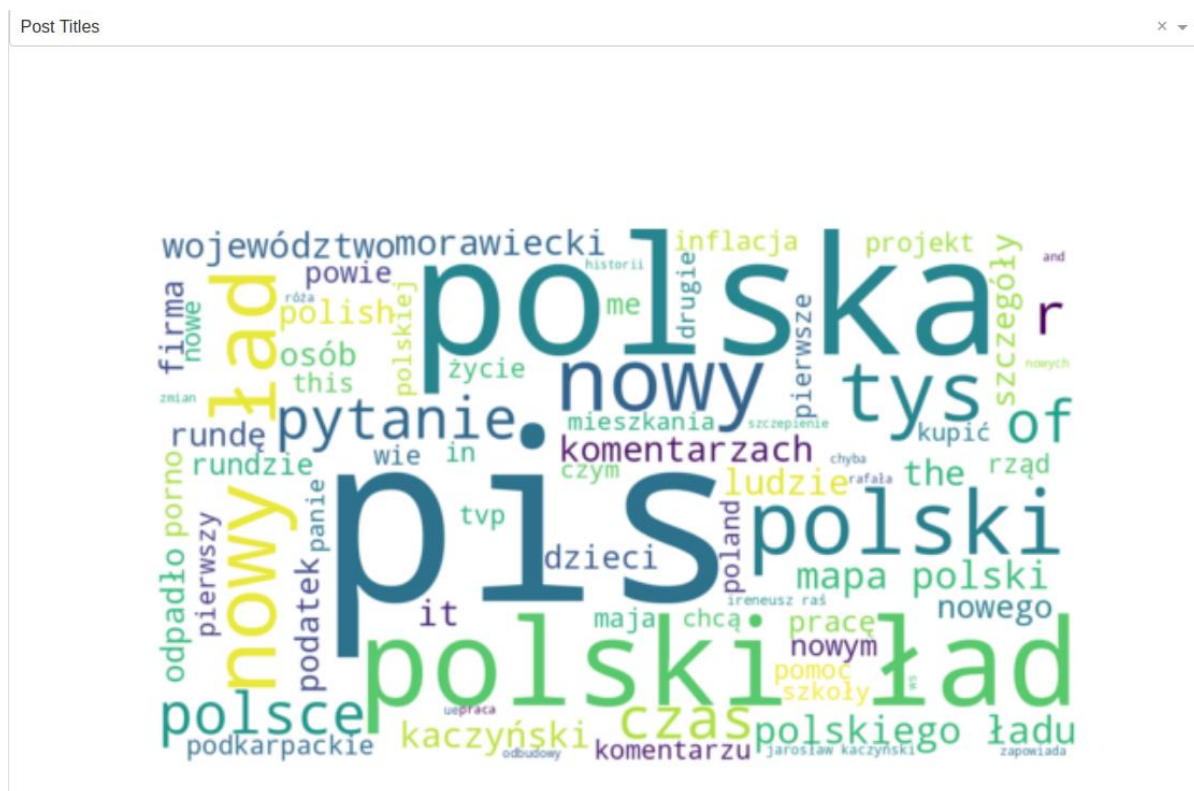 Post Titles
województwo
morawiecki
inflacja
projekt
and
powie
historii
polska
drugie
szczegóły
firma
nowe
nowy ład
róża
polish
polskiej
me
r
osób
this
życie
nowy
pierwsze
tys
nowych
zmian
pytanie
mieszkania
szczepienie
kupić
of
rundę
komentarzach
rundzie
wie
in
czym
chyba
ludzie
rafała
the
rząd
odpadło porno
pierwszy
panie
pis
tvp
dzieci
poland
polski
podatek
mapa polski
ireneusz raś
nowego
it
maja
chcą
pracę
nowym
polski ład
pomoc
szkoły
ws
polsce
ue
praca
czas
polskiego ładu
podkarpackie
kaczyński
odbudowy
komentarzu
jarosław kaczyński
zapowiada